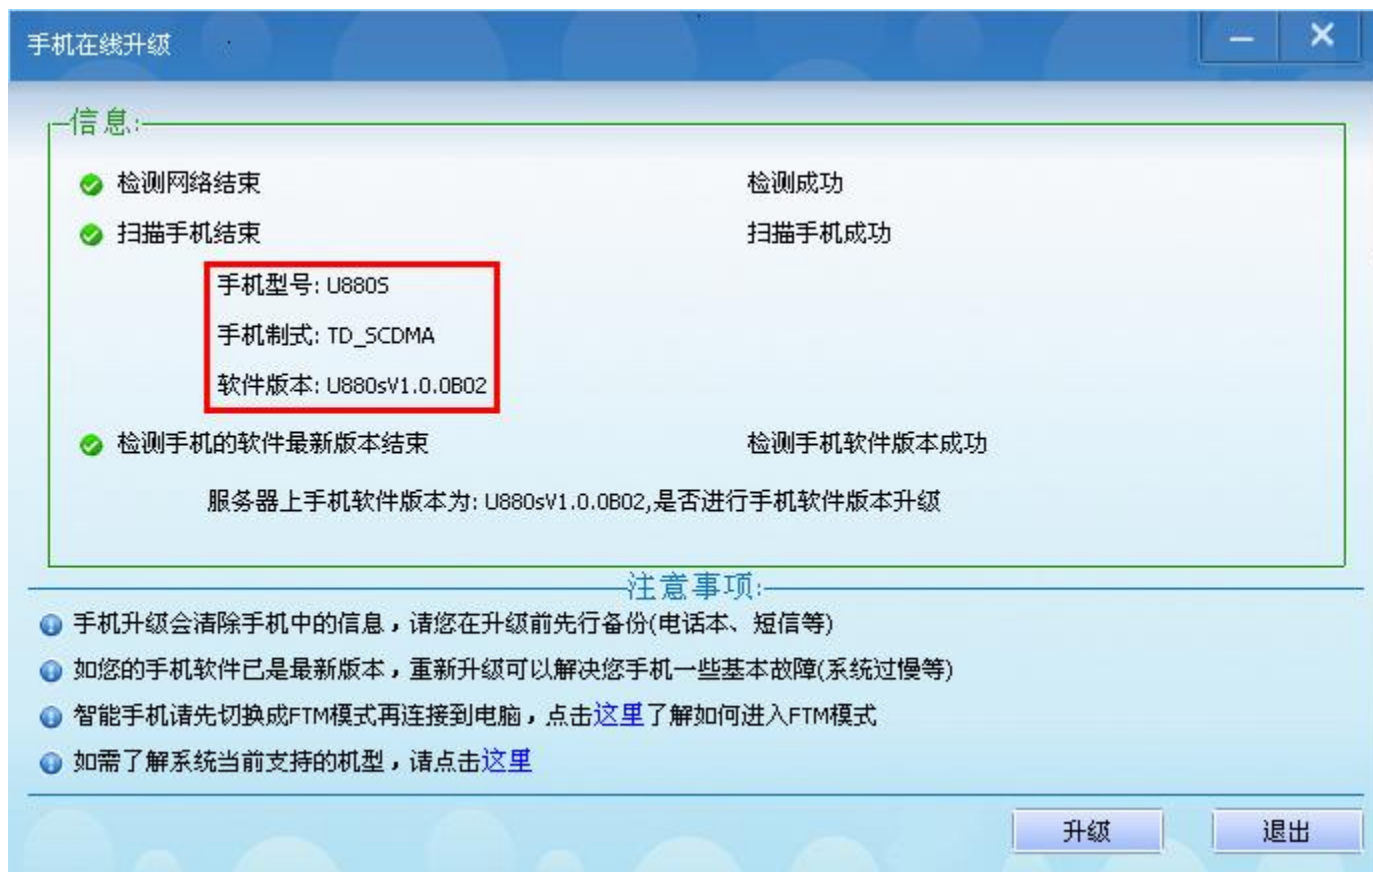 手机在线升级
信息:
检测网络结束 检测成功
扫描手机结束 扫描手机成功
手机型号: U880S
手机制式: TD_SCDMA
软件版本: U880sV1.0.0B02
检测手机的软件最新版本结束 检测手机软件版本成功
服务器上手机软件版本为: U880sV1.0.0B02,是否进行手机软件版本升级
注意事项:
手机升级会清除手机中的信息，请您在升级前先行备份(电话本、短信等)
如您的手机软件已是最新版本，重新升级可以解决您手机一些基本故障(系统过慢等)
智能手机请先切换成FTM模式再连接到电脑，点击这里了解如何进入FTM模式
如需了解系统当前支持的机型，请点击这里
升级 退出